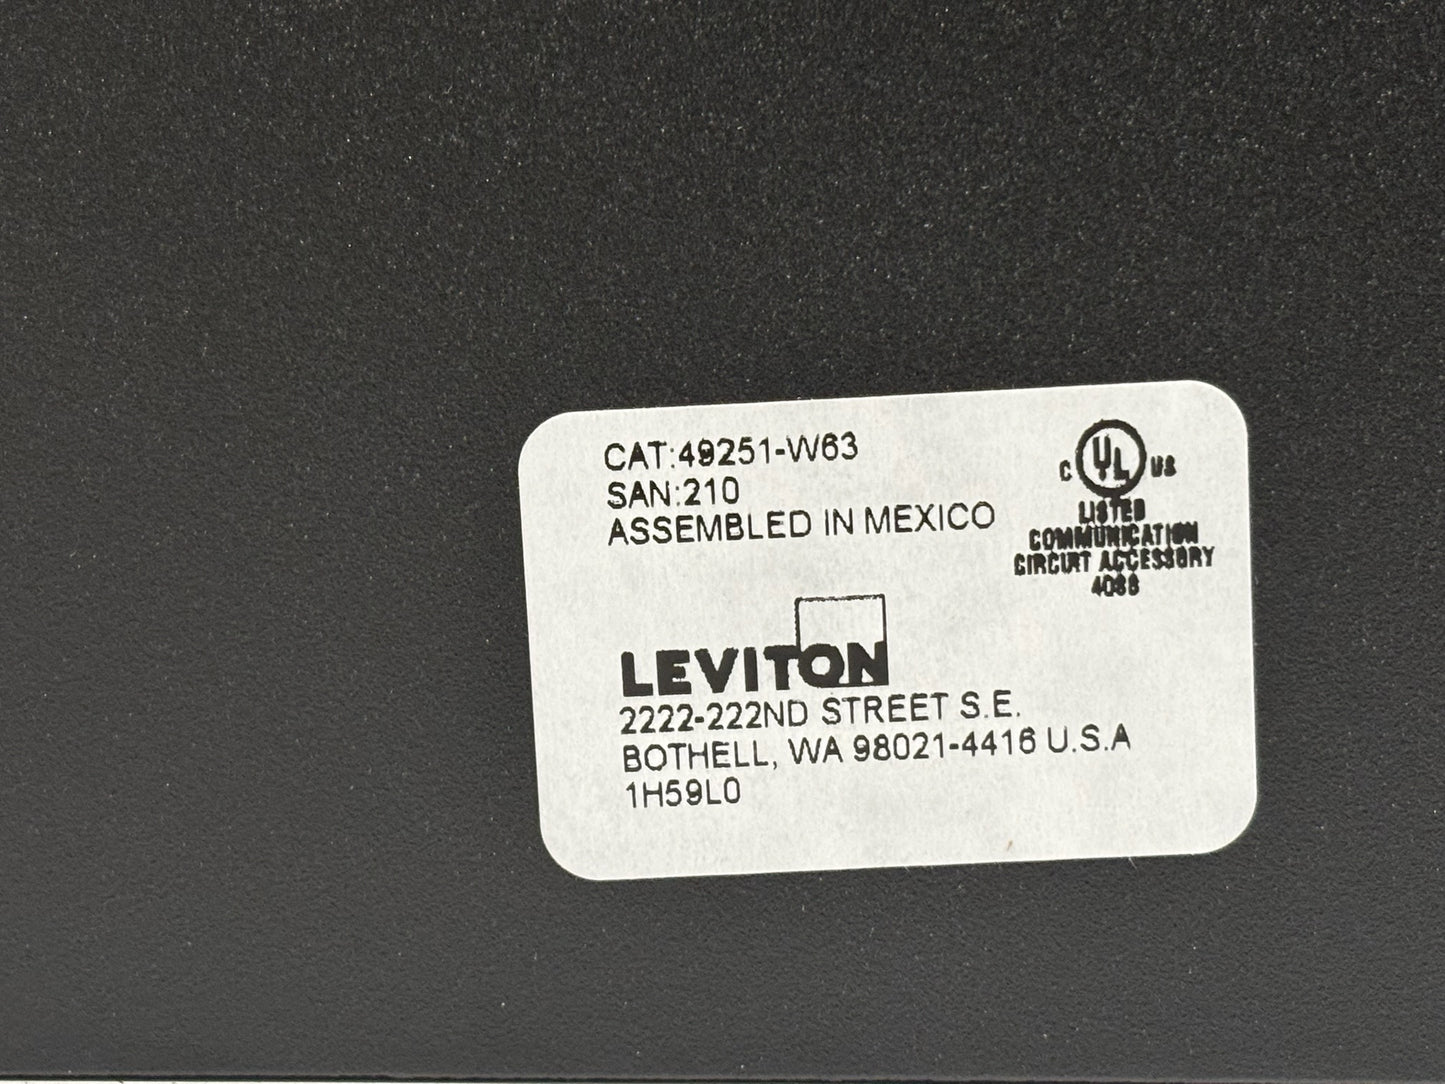 CAT:49251-W63
SAN:210
ASSEMBLED IN MEXICO
C UL US
LISTED
COMMUNICATION
CIRCUIT ACCESSORY
LEVITON
2222-222ND STREET S.E.
BOTHELL, WA 98021-4416 U.S.A
1H59L0